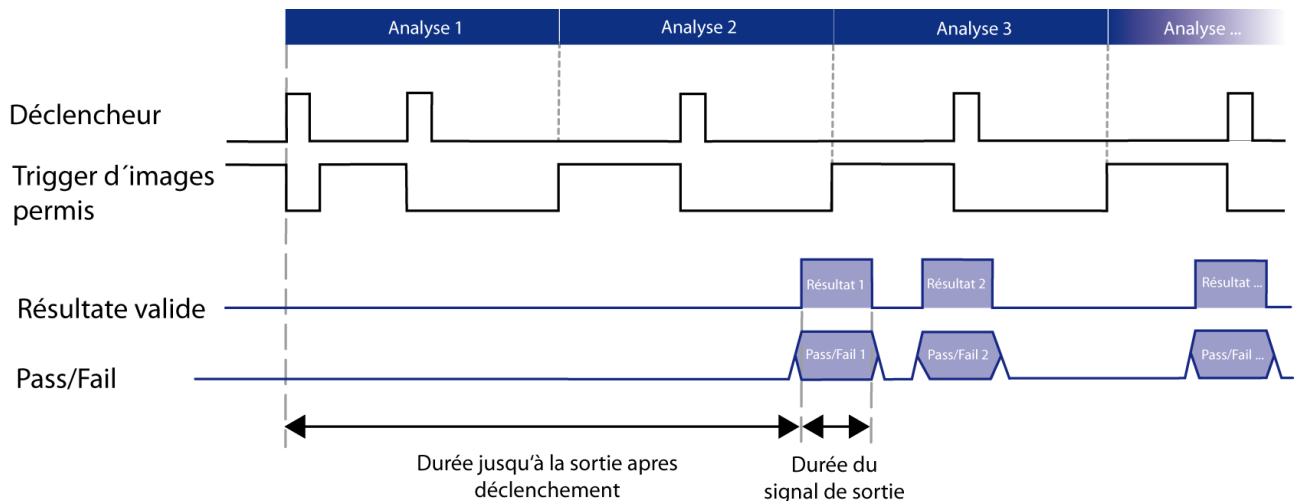 Analyse 1
Analyse 2
Analyse 3
Analyse ...
Déclencheur
Trigger d´images
permis
Résultate valide
Résultat 1
Résultat 2
Résultat ...
Pass/Fail
Pass/Fail 1
Pass/Fail 2
Pass/Fail ...
Durée jusqu'à la sortie apres
déclenchement
Durée du
signal de sortie